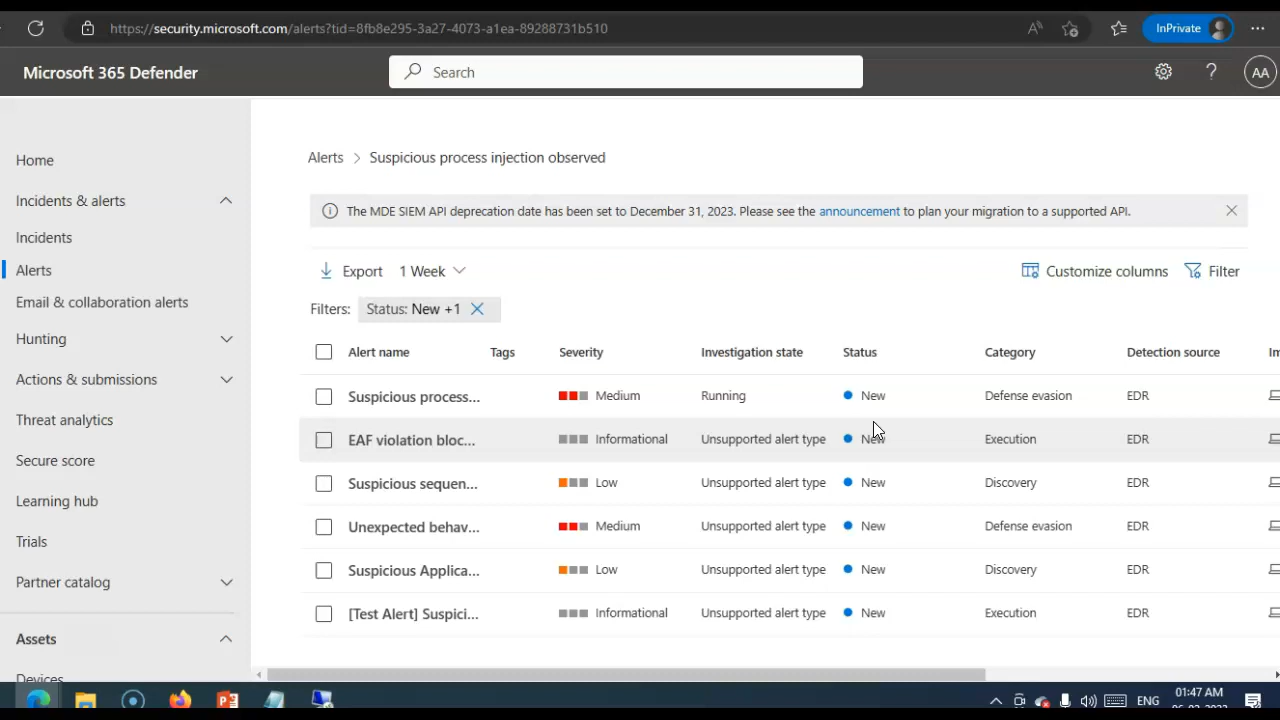 https://security.microsoft.com/alerts?tid=8fb8e295-3a27-4073-a1ea-89288731b510
InPrivate
Microsoft 365 Defender
Search
AA
Home
Incidents & alerts
Incidents
Alerts
Email & collaboration alerts
Hunting
Actions & submissions
Threat analytics
Secure score
Learning hub
Trials
Partner catalog
Assets
Devices
Alerts > Suspicious process injection observed
The MDE SIEM API deprecation date has been set to December 31, 2023. Please see the announcement to plan your migration to a supported API.
Export 1 Week
Customize columns Filter
Filters: Status: New +1
Alert name Tags Severity Investigation state Status Category Detection source
Suspicious process... Medium Running New Defense evasion EDR
EAF violation bloc... Informational Unsupported alert type New Execution EDR
Suspicious sequen... Low Unsupported alert type New Discovery EDR
Unexpected behav... Medium Unsupported alert type New Defense evasion EDR
Suspicious Applica... Low Unsupported alert type New Discovery EDR
[Test Alert] Suspici... Informational Unsupported alert type New Execution EDR
ENG
01:47 AM